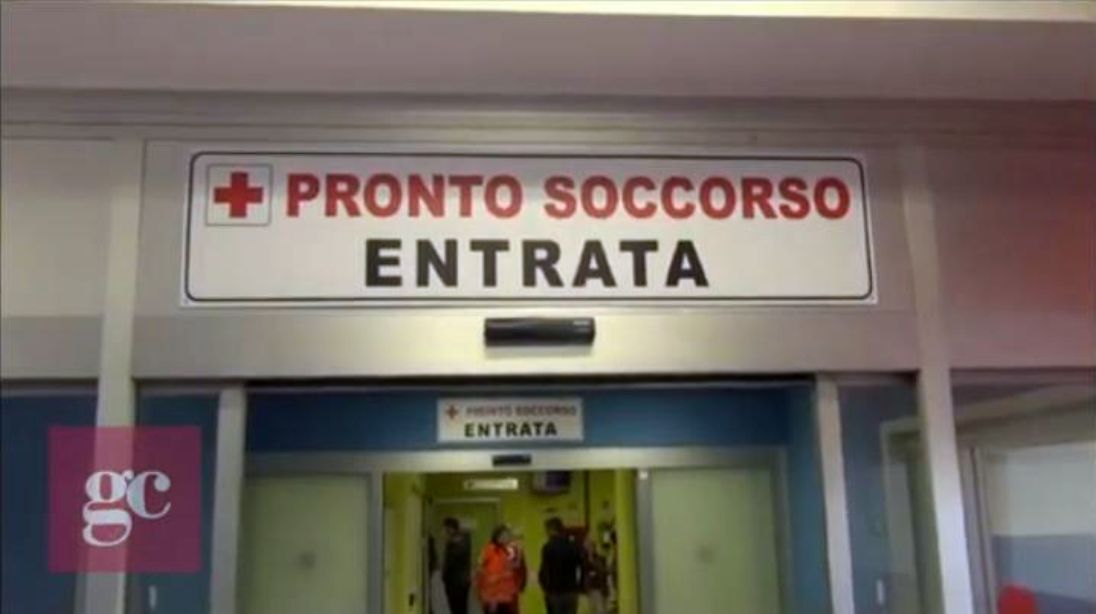 PRONTO SOCCORSO
ENTRATA
PRONTO SOCCORSO
ENTRATA
gc